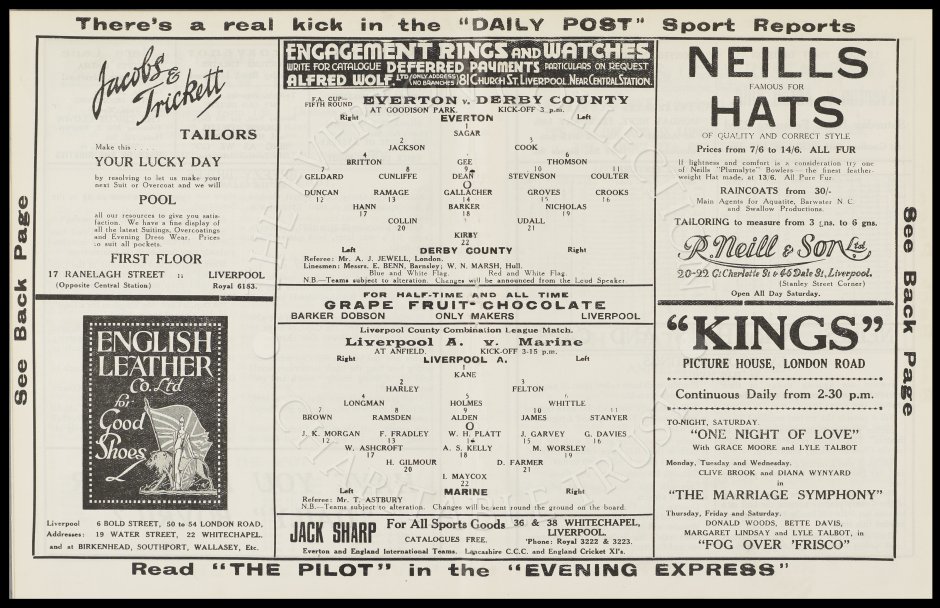 There's a real kick in the "DAILY POST" Sport Reports
See Back Page
Jacobs &
Trickett
TAILORS
Make this . . . .
YOUR LUCKY DAY
by resolving to let us make your
next Suit or Overcoat and we will
POOL
all our resources to give you satis-
faction. We have a fine display of
all the latest Suitings, Overcoatings
and Evening Dress Wear. Prices
to suit all pockets.
FIRST FLOOR
17 RANELAGH STREET :: LIVERPOOL
(Opposite Central Station) Royal 6183.
ENGLISH
LEATHER
Co. Ltd
for
Good
Shoes
Liverpool 6 BOLD STREET, 50 to 54 LONDON ROAD,
Addresses: 19 WATER STREET, 22 WHITECHAPEL.
and at BIRKENHEAD, SOUTHPORT, WALLASEY, Etc.
ENGAGEMENT RINGS AND WATCHES
WRITE FOR CATALOGUE DEFERRED PAYMENTS PARTICULARS ON REQUEST
ALFRED WOLF LTD (ONLY ADDRESS NO BRANCHES) 81 CHURCH ST. LIVERPOOL. NEAR CENTRAL STATION.
F.A. CUP—
FIFTH ROUND
EVERTON v. DERBY COUNTY
AT GOODISON PARK. KICK-OFF 3 p.m.
Right EVERTON Left
1
SAGAR
2 3
JACKSON COOK
4 5 6
BRITTON GEE THOMSON
7 8 9 10 11
GELDARD CUNLIFFE DEAN STEVENSON COULTER
O
DUNCAN RAMAGE GALLACHER GROVES CROOKS
12 13 14 15 16
HANN BARKER NICHOLAS
17 18 19
COLLIN UDALL
20 21
KIRBY
22
Left DERBY COUNTY Right
Referee: Mr. A. J. JEWELL, London.
Linesmen: Messrs. E. BENN, Barnsley; W. N. MARSH, Hull.
Blue and White Flag. Red and White Flag.
N.B.—Teams subject to alteration. Changes will be announced from the Loud Speaker.
FOR HALF-TIME AND ALL TIME
GRAPE FRUIT- CHOCOLATE
BARKER DOBSON ONLY MAKERS LIVERPOOL
Liverpool County Combination League Match.
Liverpool A. v. Marine
AT ANFIELD. KICK-OFF 3-15 p.m.
Right LIVERPOOL A. Left
1
KANE
2 3
HARLEY FELTON
4 5 6
LONGMAN HOLMES WHITTLE
7 8 9 10 11
BROWN RAMSDEN ALDEN JAMES STANYER
O
J. K. MORGAN F. FRADLEY W. H. PLATT J. GARVEY G. DAVIES
12 13 14 15 16
W. ASHCROFT A. S. KELLY M. WORSLEY
17 18 19
H. GILMOUR D. FARMER
20 21
I. MAYCOX
22
Left MARINE Right
Referee: Mr. T. ASTBURY
N.B.—Teams subject to alteration. Changes will be sent round the ground on the board.
JACK SHARP For All Sports Goods 36 & 38 WHITECHAPEL,
LIVERPOOL.
CATALOGUES FREE. 'Phone: Royal 3222 & 3223.
Everton and England International Teams. Lancashire C.C.C. and England Cricket XI's.
NEILLS
FAMOUS FOR
HATS
OF QUALITY AND CORRECT STYLE
Prices from 7/6 to 14/6. ALL FUR
If lightness and comfort is a consideration try one
of Neills "Plumalyte" Bowlers—the finest leather-
weight Hat made, at 13/6. All Pure Fur.
RAINCOATS from 30/-
Main Agents for Aquatite, Barwater N.C.
and Swallow Productions.
TAILORING to measure from 3 gns. to 6 gns.
R. Neill & Son Ltd.
20-22 Gt. Charlotte St & 46 Dale St, Liverpool.
(Stanley Street Corner)
Open All Day Saturday.
"KINGS"
PICTURE HOUSE, LONDON ROAD
Continuous Daily from 2-30 p.m.
TO-NIGHT, SATURDAY.
"ONE NIGHT OF LOVE"
With GRACE MOORE and LYLE TALBOT
Monday, Tuesday and Wednesday.
CLIVE BROOK and DIANA WYNYARD
in
"THE MARRIAGE SYMPHONY"
Thursday, Friday and Saturday.
DONALD WOODS, BETTE DAVIS,
MARGARET LINDSAY and LYLE TALBOT, in
"FOG OVER 'FRISCO"
See Back Page
Read "THE PILOT" in the "EVENING EXPRESS"